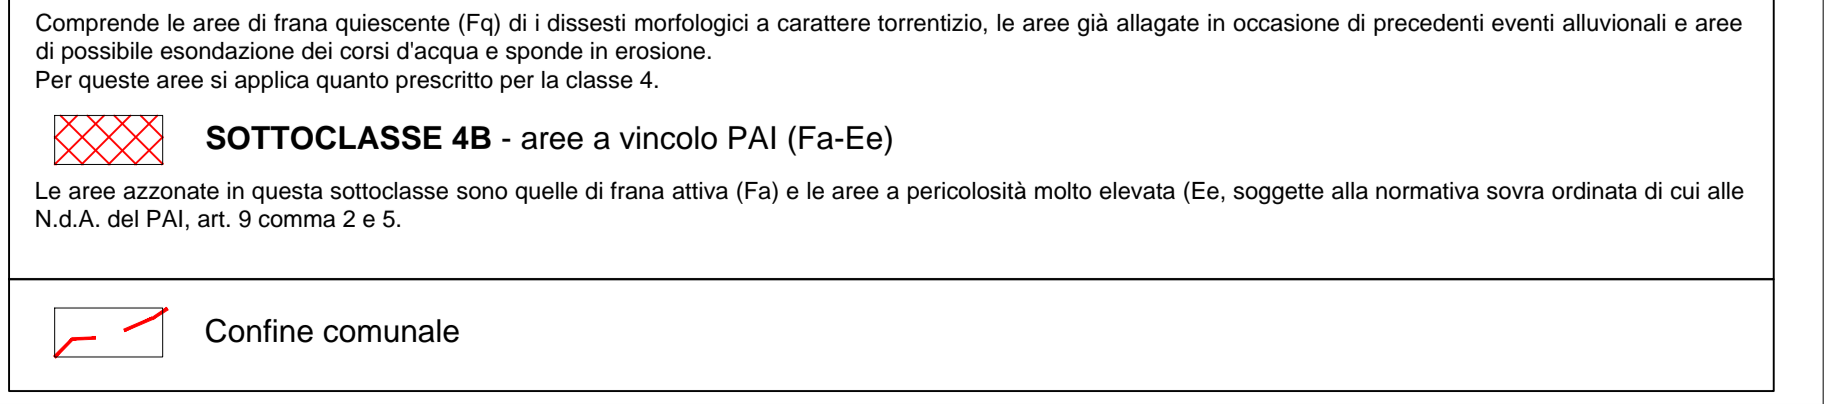 Comprende le aree di frana quiescente (Fq) di i dissesti morfologici a carattere torrentizio, le aree già allagate in occasione di precedenti eventi alluvionali e aree
di possibile esondazione dei corsi d'acqua e sponde in erosione.
Per queste aree si applica quanto prescritto per la classe 4.
SOTTOCLASSE 4B - aree a vincolo PAI (Fa-Ee)
Le aree azzonate in questa sottoclasse sono quelle di frana attiva (Fa) e le aree a pericolosità molto elevata (Ee, soggette alla normativa sovra ordinata di cui alle
N.d.A. del PAI, art. 9 comma 2 e 5.
Confine comunale